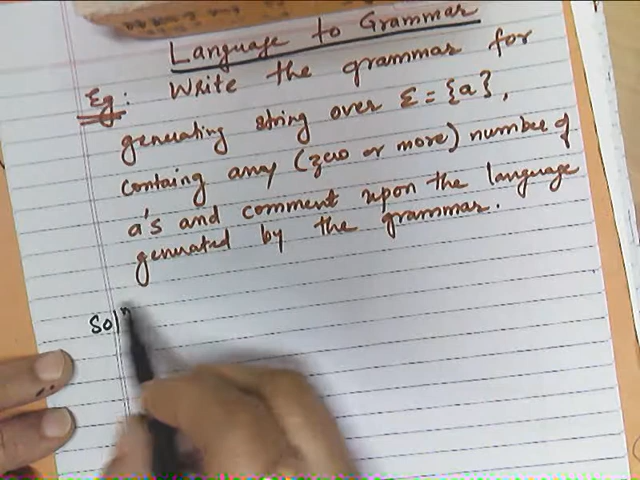 Language to Grammar
Eg: Write the grammar for
generating string over Σ = {a},
containg any (zero or more) number of
a's and comment upon the language
genrated by the grammar.
Solⁿ